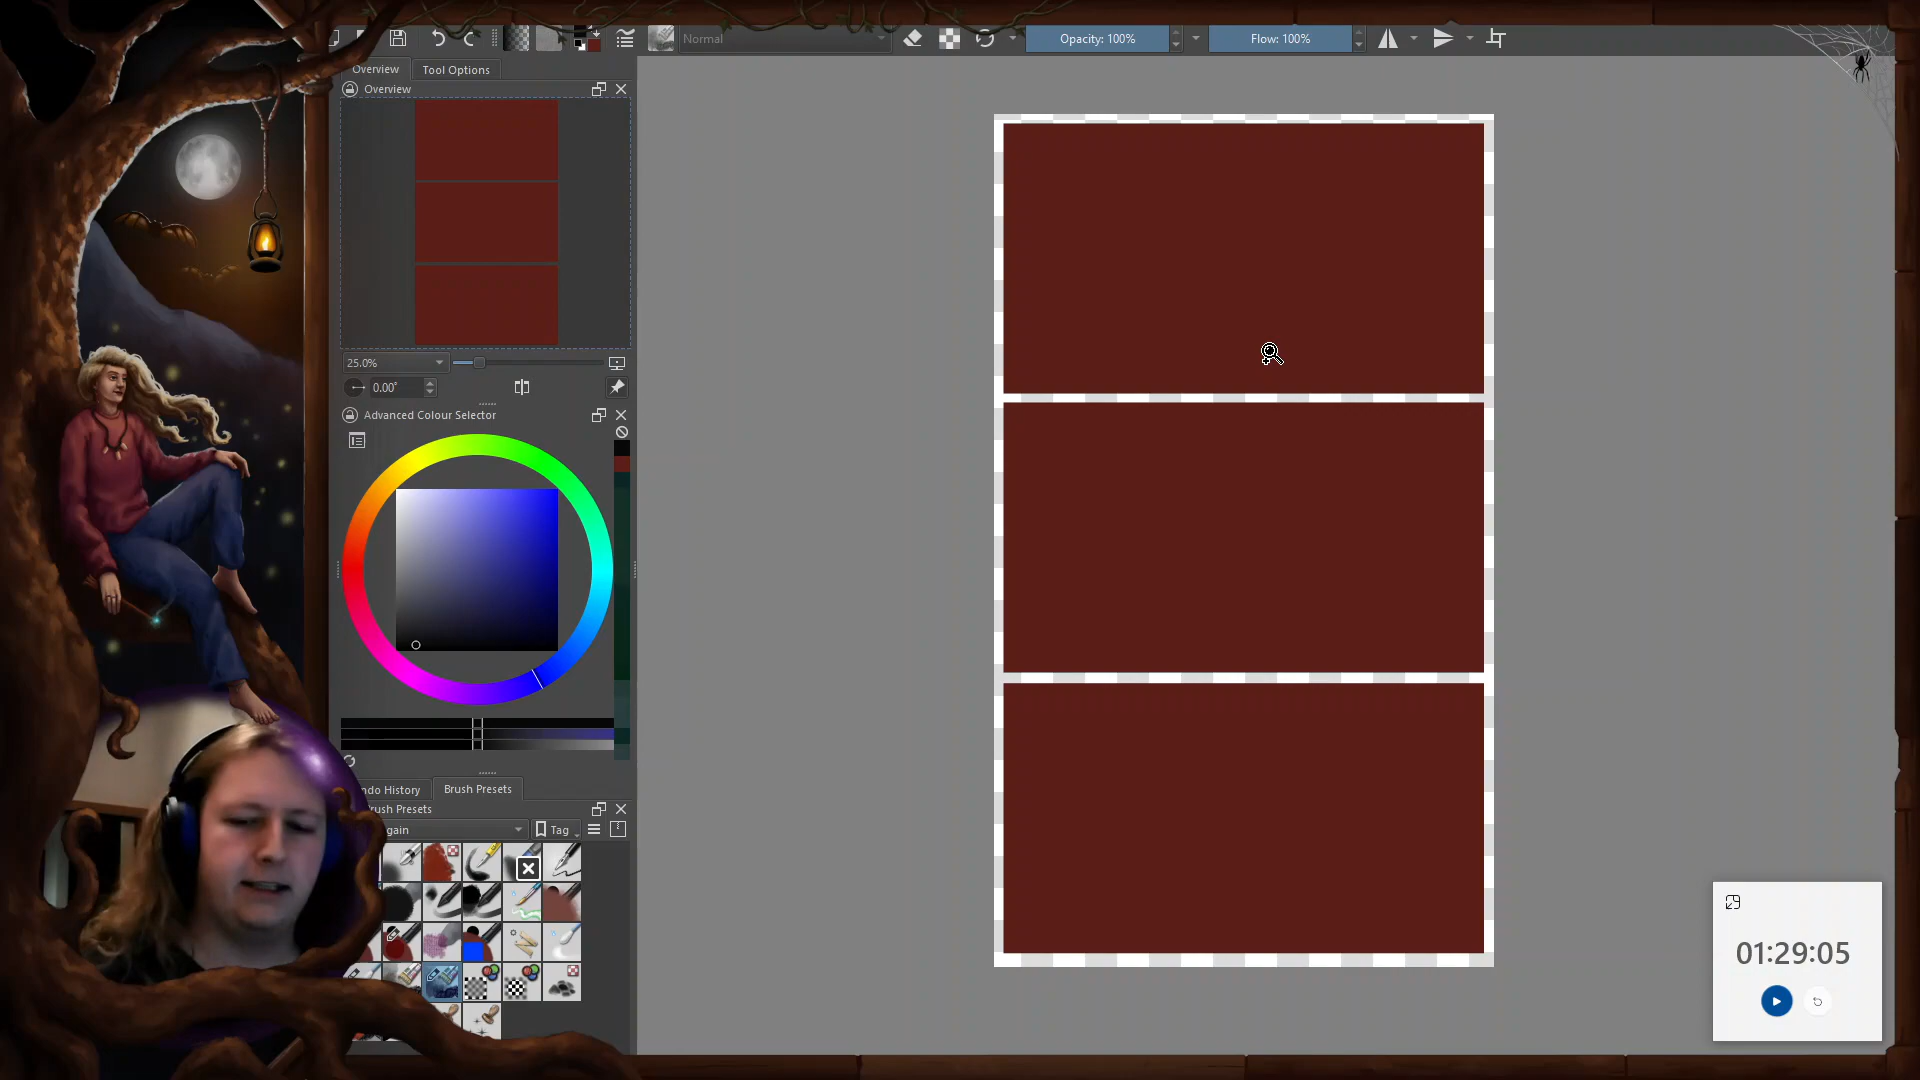 Normal
Opacity: 100%
Flow: 100%
Overview
Tool Options
Overview
25.0%
0.00°
Advanced Colour Selector
ndo History
Brush Presets
rush Presets
gain
Tag
01:29:05